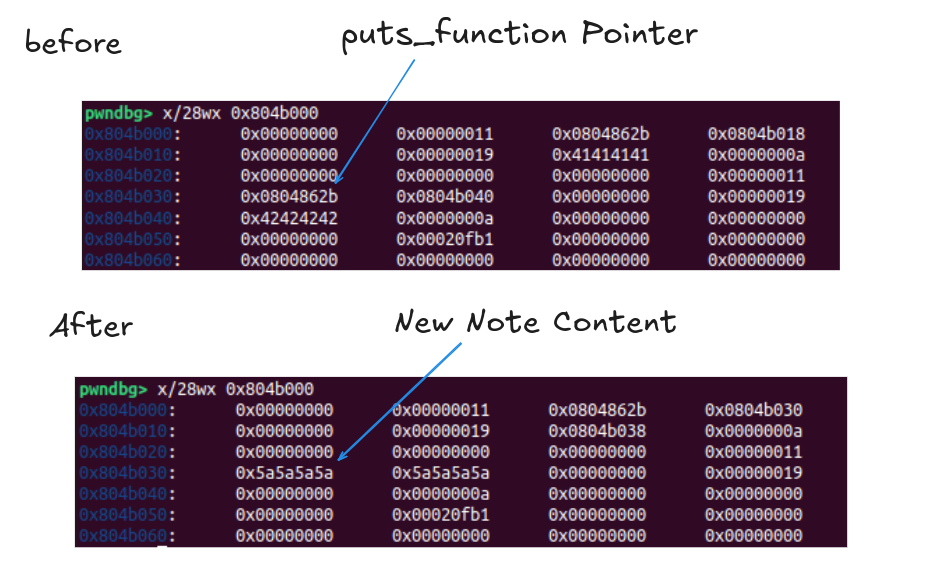 before
puts_function Pointer
pwndbg> x/28wx 0x804b000
0x804b000: 0x00000000 0x00000011 0x0804862b 0x0804b018
0x804b010: 0x00000000 0x00000019 0x41414141 0x0000000a
0x804b020: 0x00000000 0x00000000 0x00000000 0x00000011
0x804b030: 0x0804862b 0x0804b040 0x00000000 0x00000019
0x804b040: 0x42424242 0x0000000a 0x00000000 0x00000000
0x804b050: 0x00000000 0x00020fb1 0x00000000 0x00000000
0x804b060: 0x00000000 0x00000000 0x00000000 0x00000000
After
New Note Content
pwndbg> x/28wx 0x804b000
0x804b000: 0x00000000 0x00000011 0x0804862b 0x0804b030
0x804b010: 0x00000000 0x00000019 0x0804b038 0x0000000a
0x804b020: 0x00000000 0x00000000 0x00000000 0x00000011
0x804b030: 0x5a5a5a5a 0x5a5a5a5a 0x00000000 0x00000019
0x804b040: 0x00000000 0x0000000a 0x00000000 0x00000000
0x804b050: 0x00000000 0x00020fb1 0x00000000 0x00000000
0x804b060: 0x00000000 0x00000000 0x00000000 0x00000000